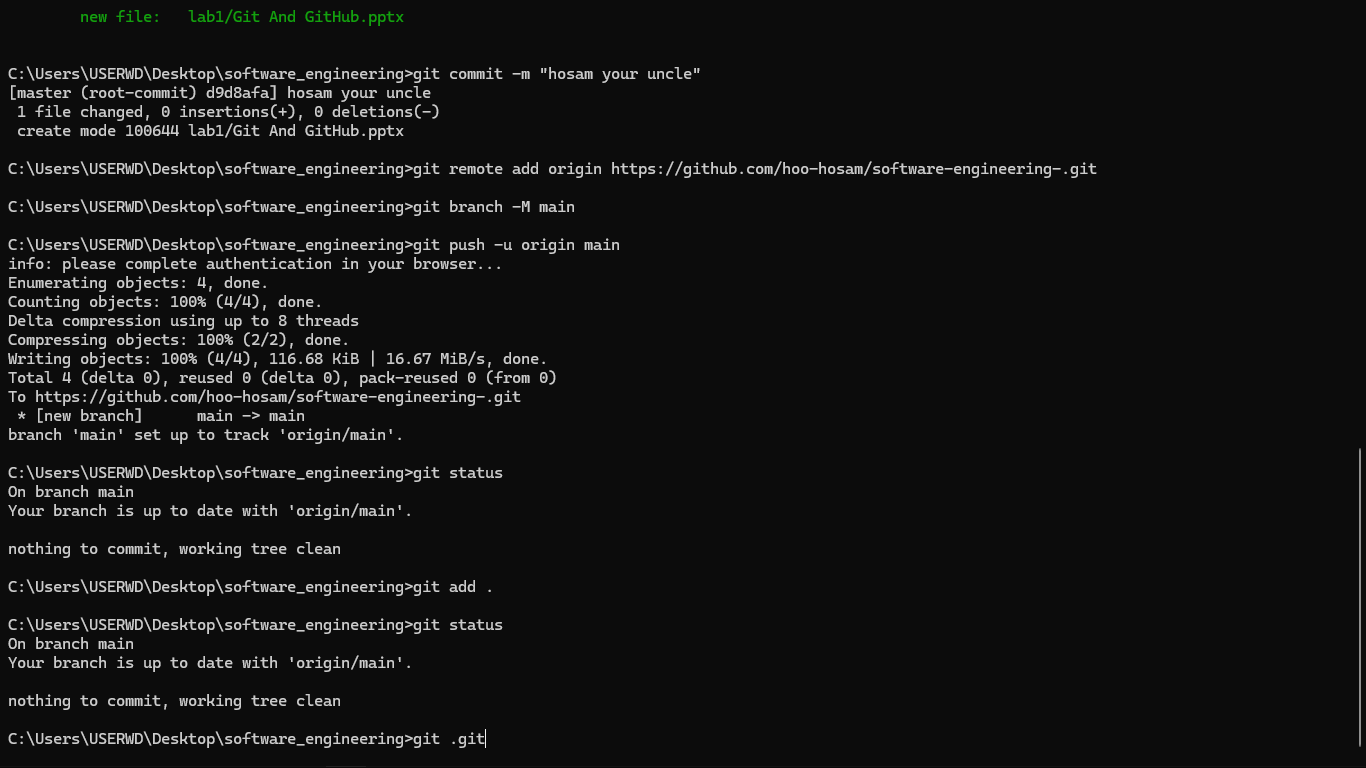 new file:   lab1/Git And GitHub.pptx
C:\Users\USERWD\Desktop\software_engineering>git commit -m "hosam your uncle"
[master (root-commit) d9d8afa] hosam your uncle
 1 file changed, 0 insertions(+), 0 deletions(-)
 create mode 100644 lab1/Git And GitHub.pptx
C:\Users\USERWD\Desktop\software_engineering>git remote add origin https://github.com/hoo-hosam/software-engineering-.git
C:\Users\USERWD\Desktop\software_engineering>git branch -M main
C:\Users\USERWD\Desktop\software_engineering>git push -u origin main
info: please complete authentication in your browser...
Enumerating objects: 4, done.
Counting objects: 100% (4/4), done.
Delta compression using up to 8 threads
Compressing objects: 100% (2/2), done.
Writing objects: 100% (4/4), 116.68 KiB | 16.67 MiB/s, done.
Total 4 (delta 0), reused 0 (delta 0), pack-reused 0 (from 0)
To https://github.com/hoo-hosam/software-engineering-.git
 * [new branch]      main -> main
branch 'main' set up to track 'origin/main'.
C:\Users\USERWD\Desktop\software_engineering>git status
On branch main
Your branch is up to date with 'origin/main'.
nothing to commit, working tree clean
C:\Users\USERWD\Desktop\software_engineering>git add .
C:\Users\USERWD\Desktop\software_engineering>git status
On branch main
Your branch is up to date with 'origin/main'.
nothing to commit, working tree clean
C:\Users\USERWD\Desktop\software_engineering>git .git